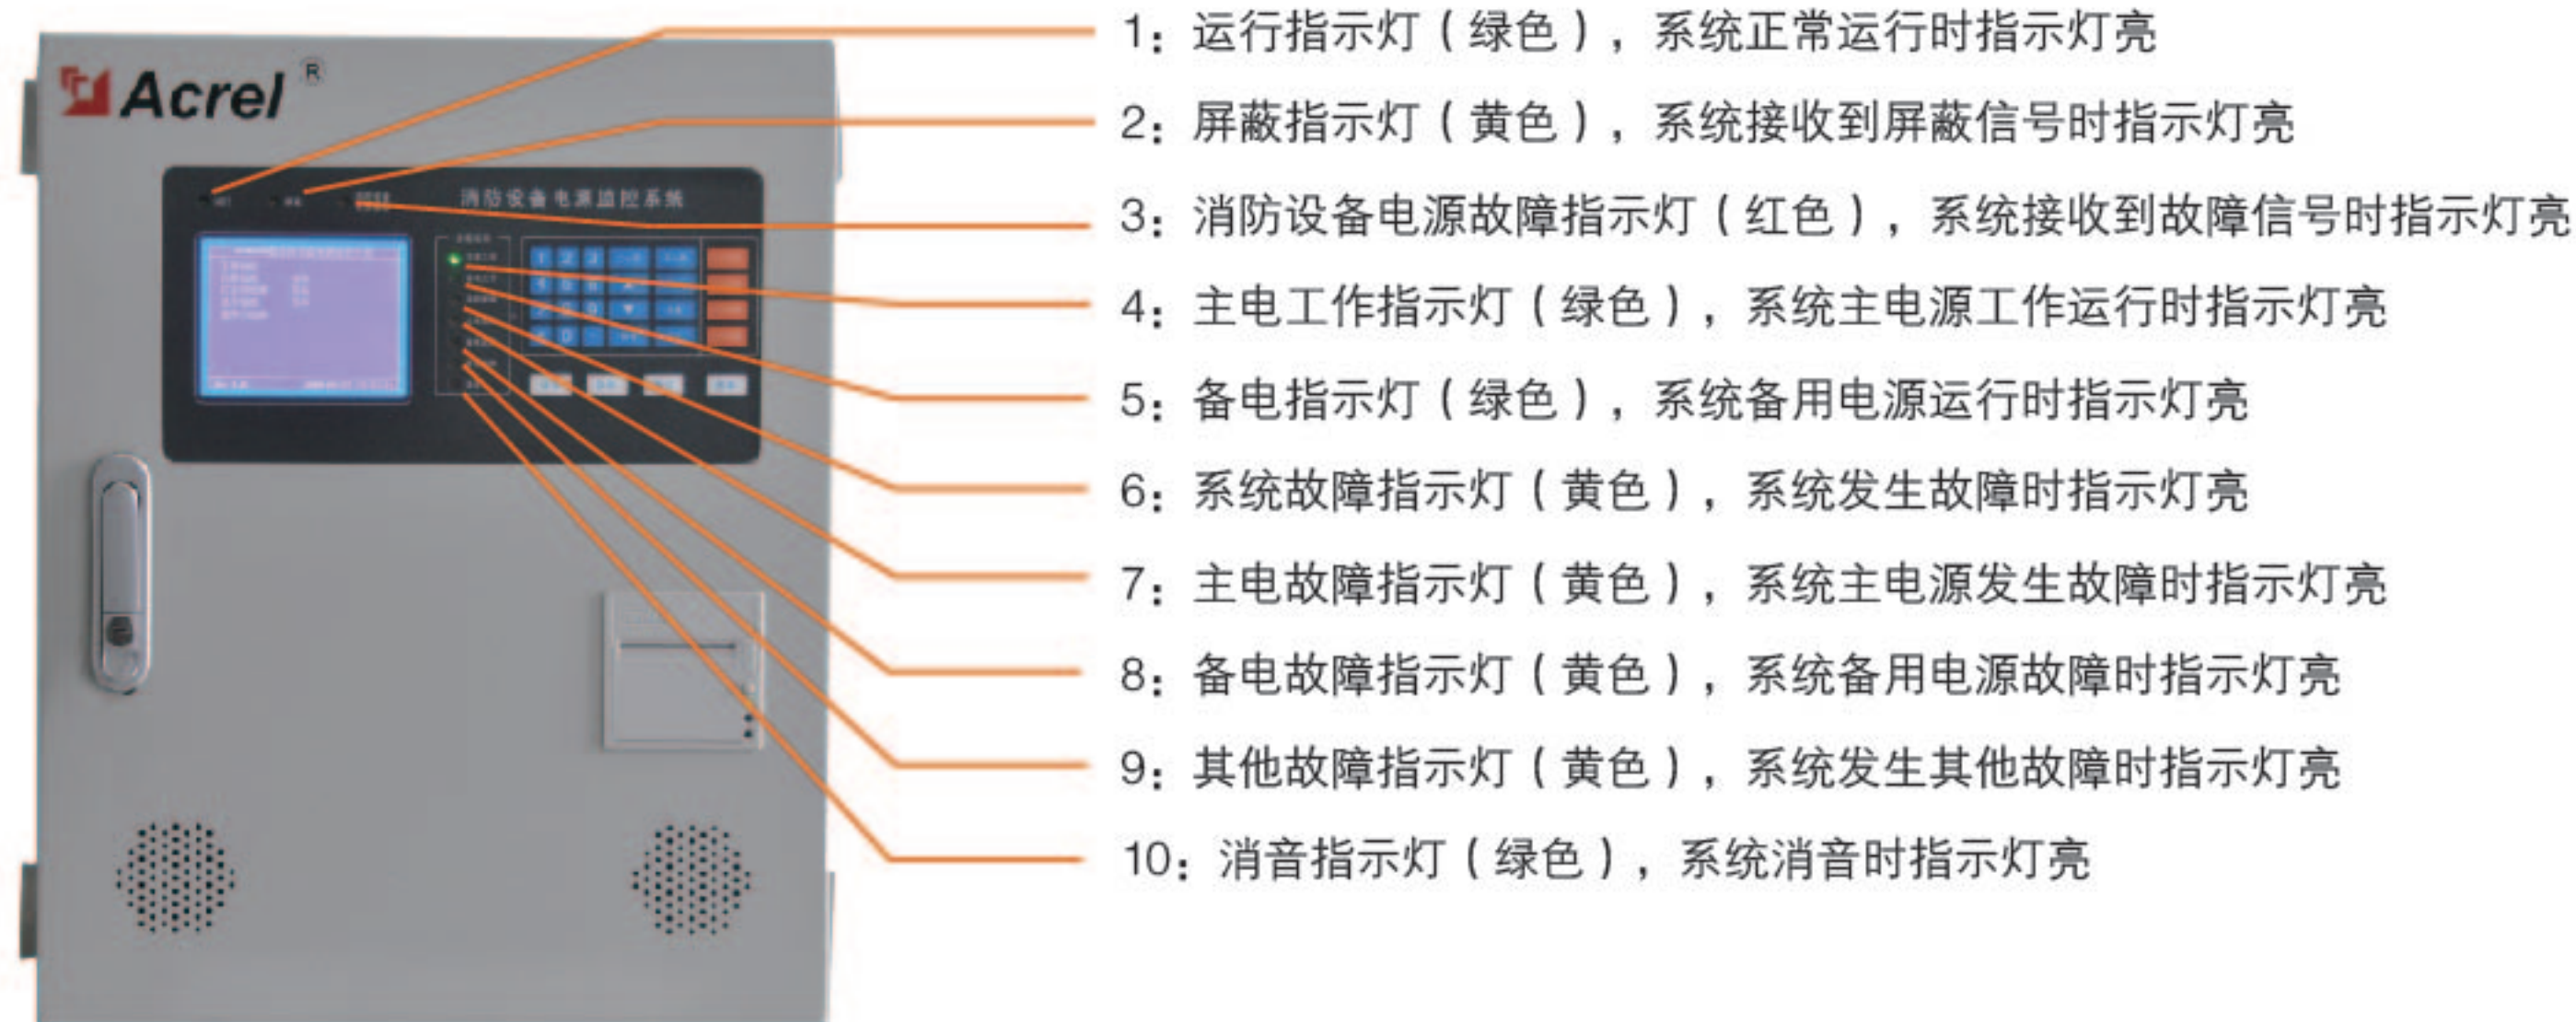 Acrel ®
消防设备电源监控系统
1：运行指示灯（绿色），系统正常运行时指示灯亮
2：屏蔽指示灯（黄色），系统接收到屏蔽信号时指示灯亮
3：消防设备电源故障指示灯（红色），系统接收到故障信号时指示灯亮
4：主电工作指示灯（绿色），系统主电源工作运行时指示灯亮
5：备电指示灯（绿色），系统备用电源运行时指示灯亮
6：系统故障指示灯（黄色），系统发生故障时指示灯亮
7：主电故障指示灯（黄色），系统主电源发生故障时指示灯亮
8：备电故障指示灯（黄色），系统备用电源故障时指示灯亮
9：其他故障指示灯（黄色），系统发生其他故障时指示灯亮
10：消音指示灯（绿色），系统消音时指示灯亮